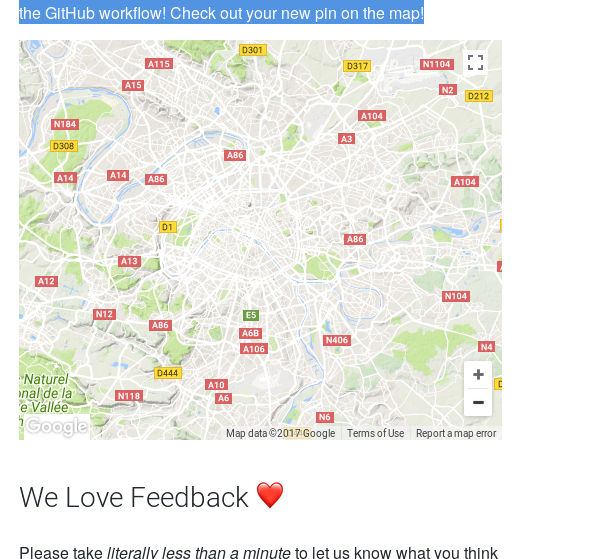 the GitHub workflow! Check out your new pin on the map!
D301
A115
D317
N1104
A15
N2
D212
A104
N184
A3
D308
A86
A14
A14
A86
A104
D1
A86
A13
A12
N104
N12
E5
A86
A6B
N406
A106
N4
D444
A10
Naturel
nal de la
e Vallée
N118
A6
N6
Google
Map data ©2017 Google Terms of Use Report a map error
We Love Feedback ❤️
Please take literally less than a minute to let us know what you think